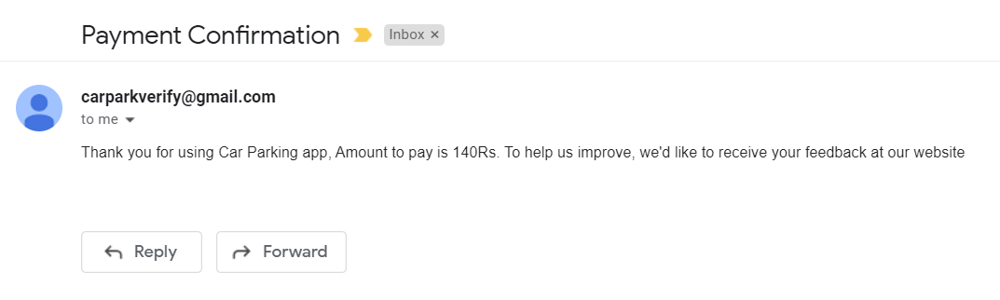 Payment Confirmation Inbox ×
carparkverify@gmail.com
to me
Thank you for using Car Parking app, Amount to pay is 140Rs. To help us improve, we'd like to receive your feedback at our website
Reply Forward